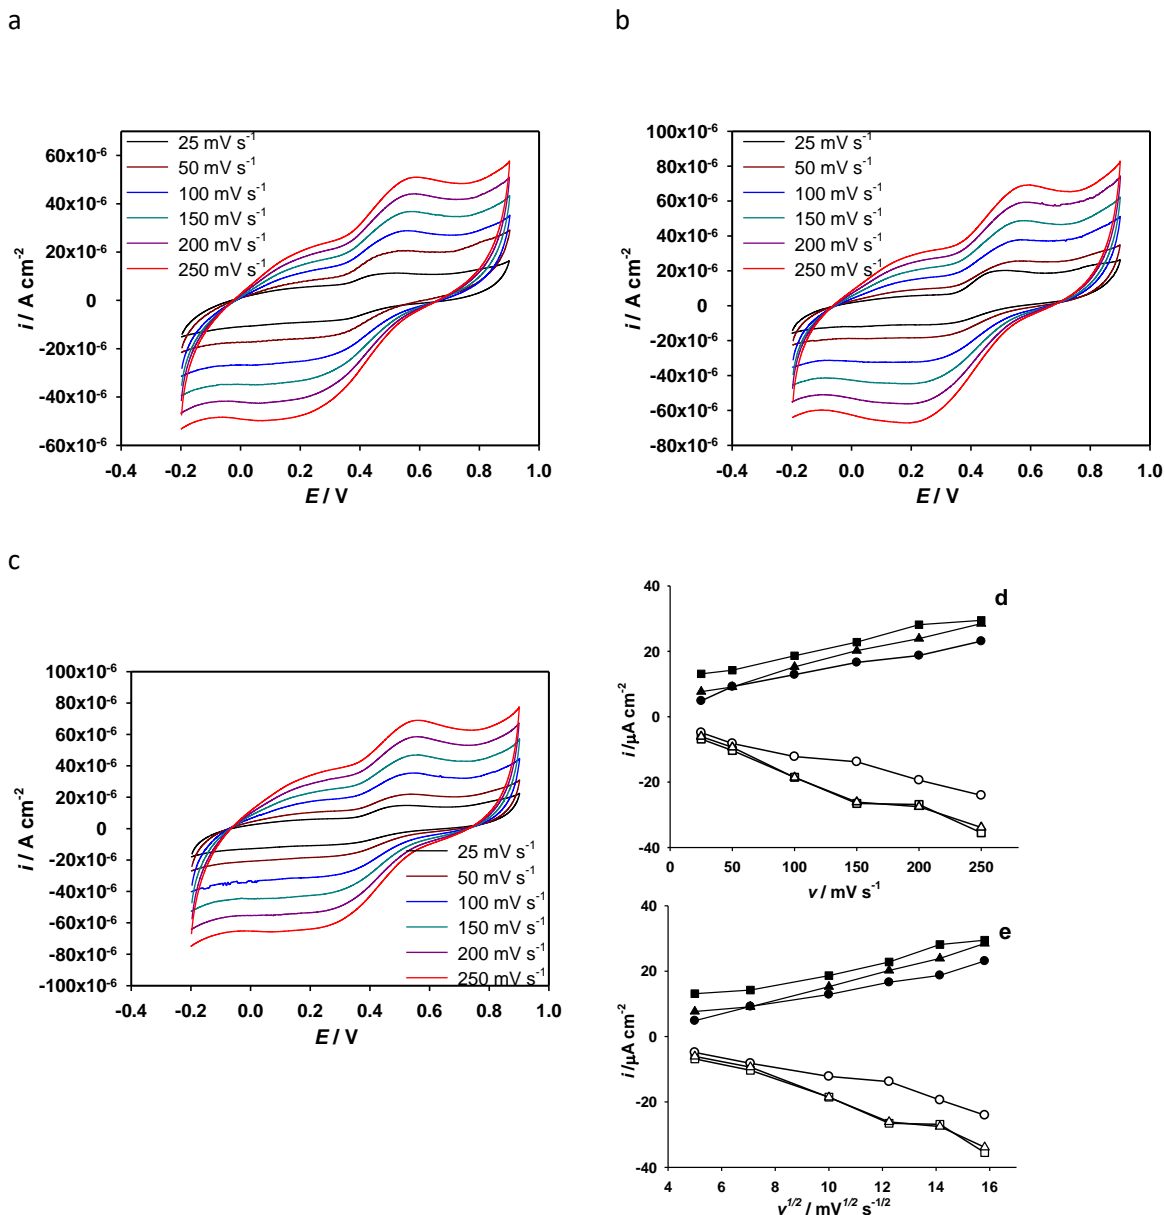 a
60x10⁻⁶
40x10⁻⁶
20x10⁻⁶
0
-20x10⁻⁶
-40x10⁻⁶
-60x10⁻⁶
i / A cm⁻²
25 mV s⁻¹
50 mV s⁻¹
100 mV s⁻¹
150 mV s⁻¹
200 mV s⁻¹
250 mV s⁻¹
-0.4 -0.2 0.0 0.2 0.4 0.6 0.8 1.0
E / V
b
100x10⁻⁶
80x10⁻⁶
60x10⁻⁶
40x10⁻⁶
20x10⁻⁶
0
-20x10⁻⁶
-40x10⁻⁶
-60x10⁻⁶
-80x10⁻⁶
i / A cm⁻²
25 mV s⁻¹
50 mV s⁻¹
100 mV s⁻¹
150 mV s⁻¹
200 mV s⁻¹
250 mV s⁻¹
-0.4 -0.2 0.0 0.2 0.4 0.6 0.8 1.0
E / V
c
100x10⁻⁶
80x10⁻⁶
60x10⁻⁶
40x10⁻⁶
20x10⁻⁶
0
-20x10⁻⁶
-40x10⁻⁶
-60x10⁻⁶
-80x10⁻⁶
-100x10⁻⁶
i / A cm⁻²
25 mV s⁻¹
50 mV s⁻¹
100 mV s⁻¹
150 mV s⁻¹
200 mV s⁻¹
250 mV s⁻¹
-0.4 -0.2 0.0 0.2 0.4 0.6 0.8 1.0
E / V
d
40
20
0
-20
-40
i /µA cm⁻²
0 50 100 150 200 250
v / mV s⁻¹
e
40
20
0
-20
-40
i /µA cm⁻²
4 6 8 10 12 14 16
v^1/2 / mV^1/2 s^-1/2